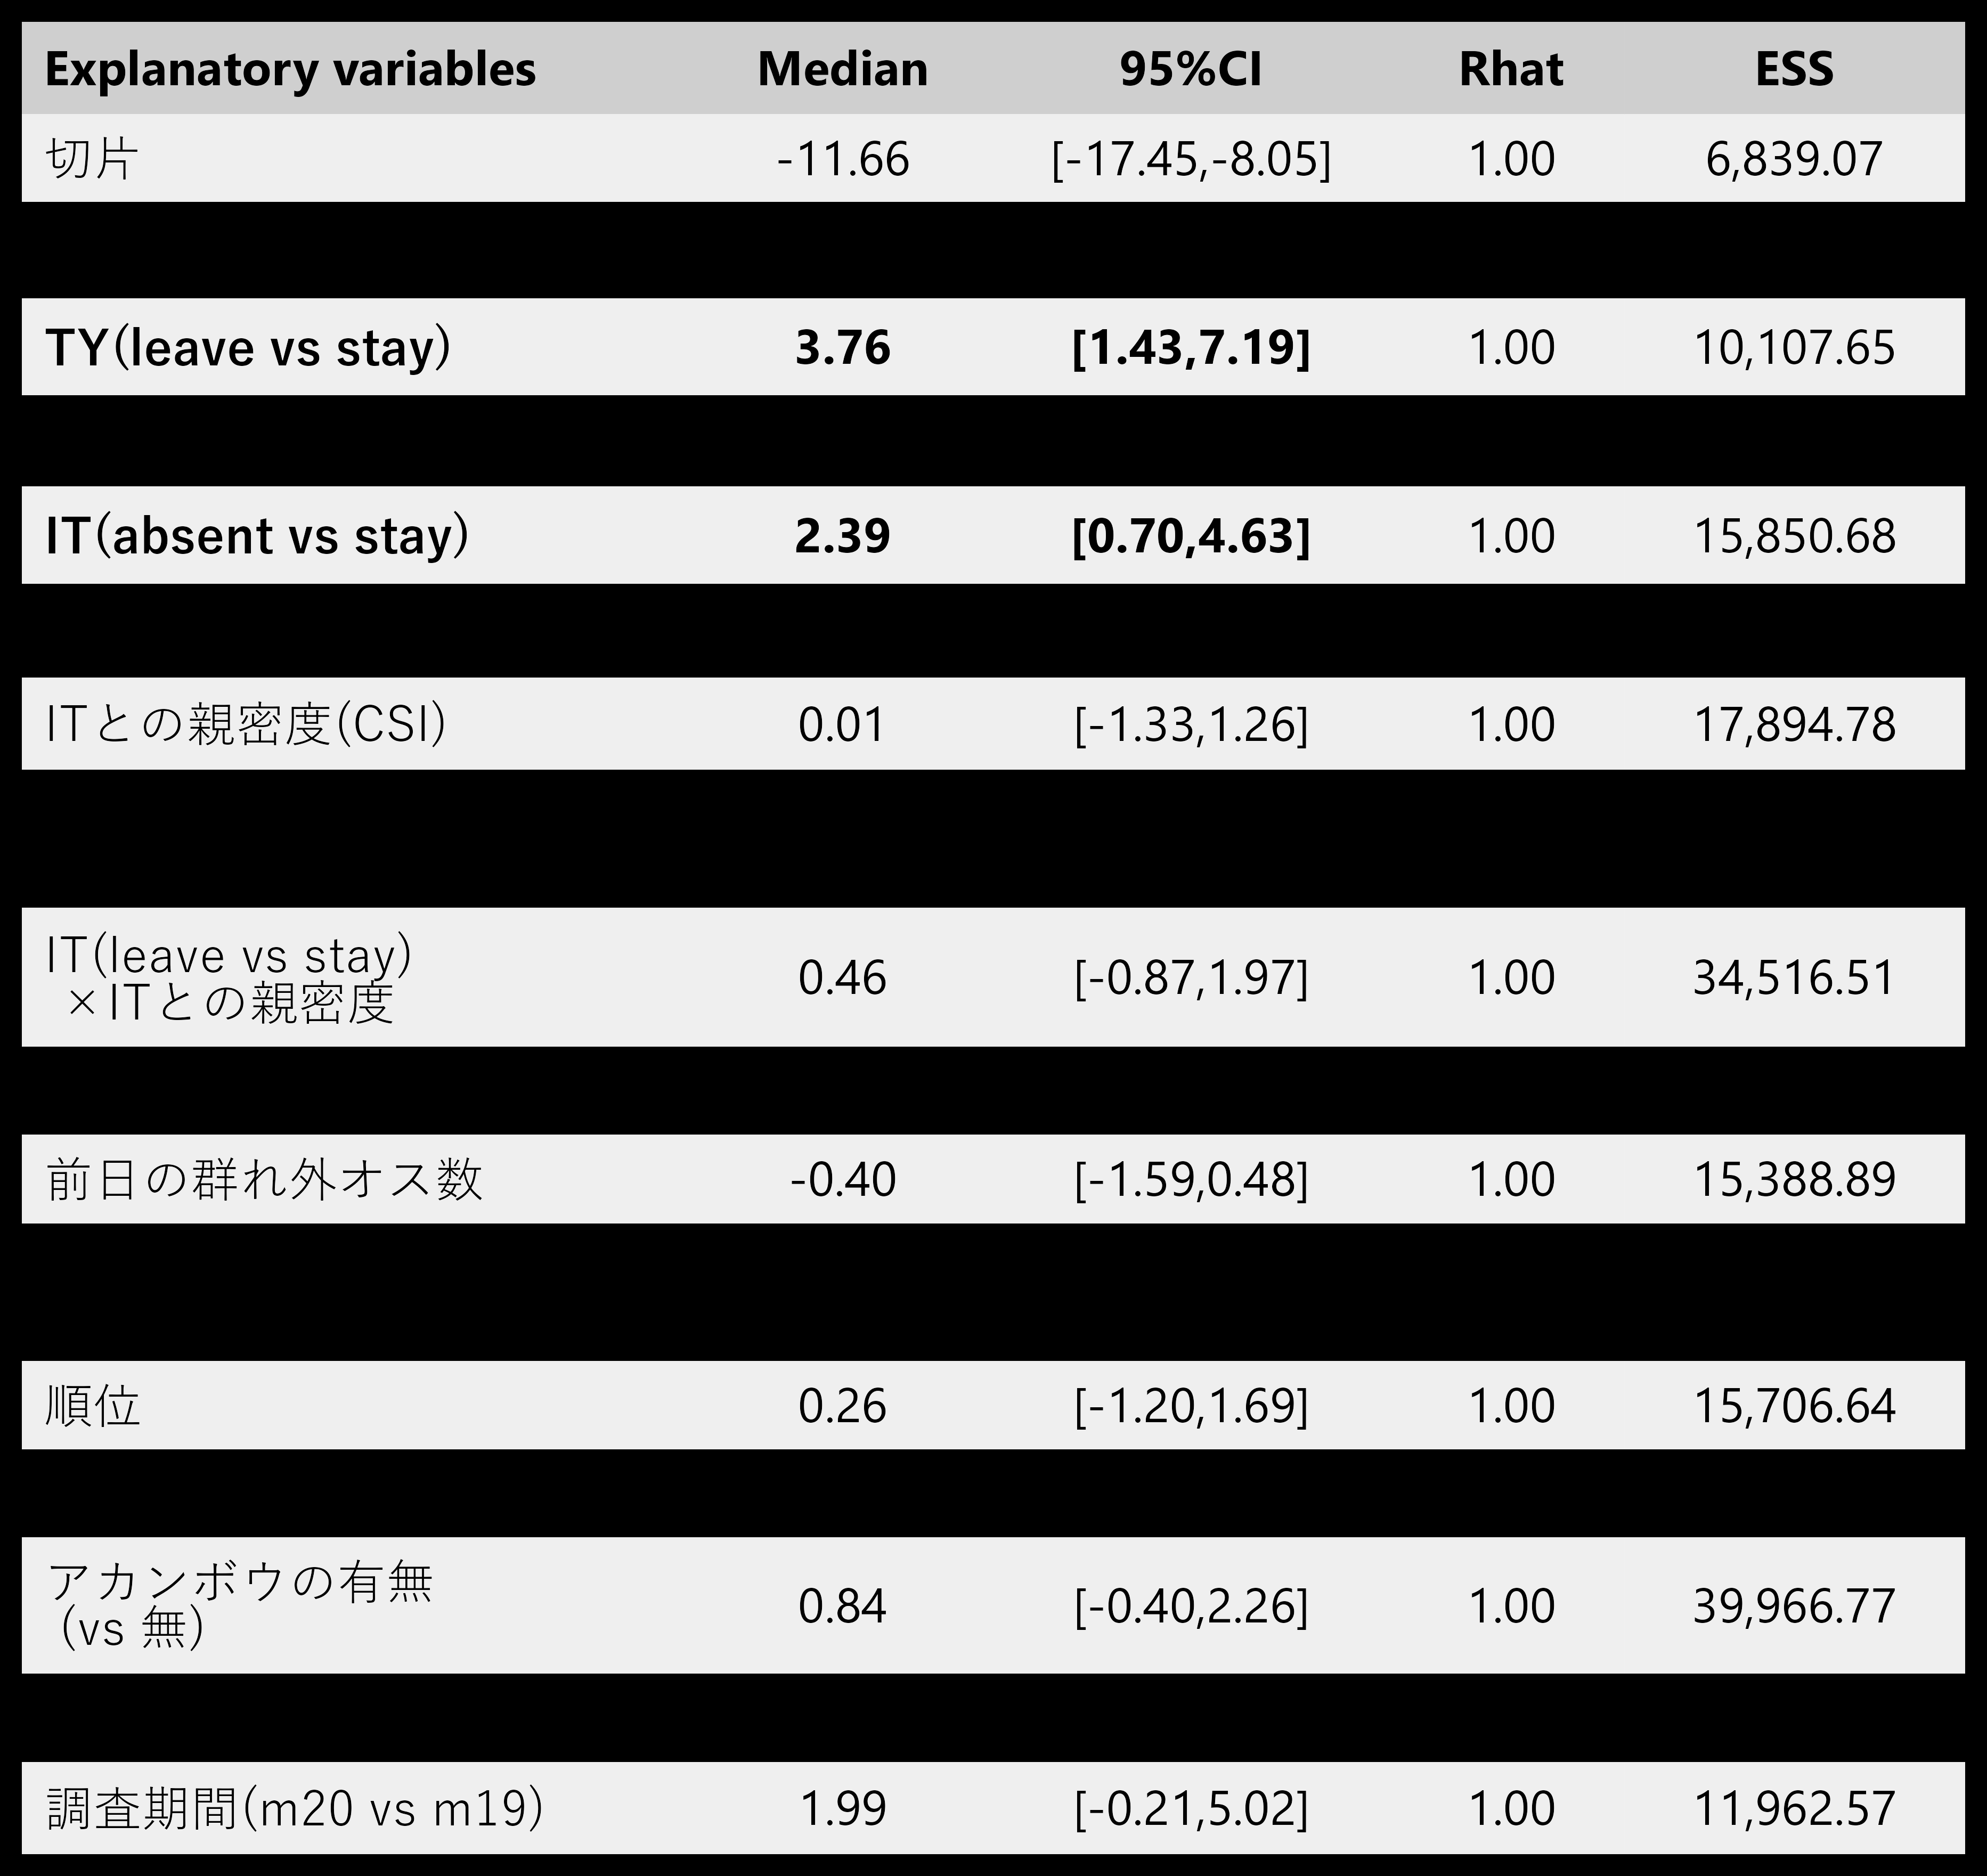 Explanatory variables Median 95%CI Rhat ESS
切片 -11.66 [-17.45,-8.05] 1.00 6,839.07
TY(leave vs stay) 3.76 [1.43,7.19] 1.00 10,107.65
IT(absent vs stay) 2.39 [0.70,4.63] 1.00 15,850.68
ITとの親密度(CSI) 0.01 [-1.33,1.26] 1.00 17,894.78
IT(leave vs stay)
×ITとの親密度 0.46 [-0.87,1.97] 1.00 34,516.51
前日の群れ外オス数 -0.40 [-1.59,0.48] 1.00 15,388.89
順位 0.26 [-1.20,1.69] 1.00 15,706.64
アカンボウの有無
(vs 無) 0.84 [-0.40,2.26] 1.00 39,966.77
調査期間(m20 vs m19) 1.99 [-0.21,5.02] 1.00 11,962.57